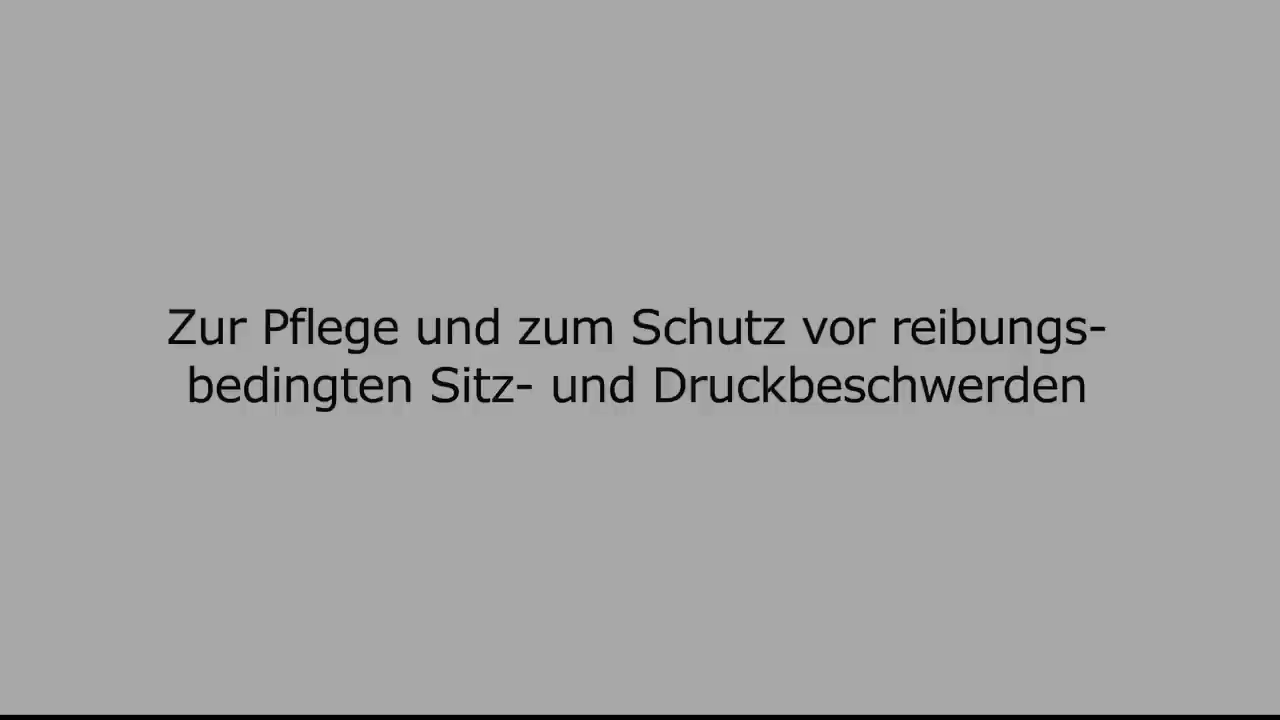 Zur Pflege und zum Schutz vor reibungs-
bedingten Sitz- und Druckbeschwerden